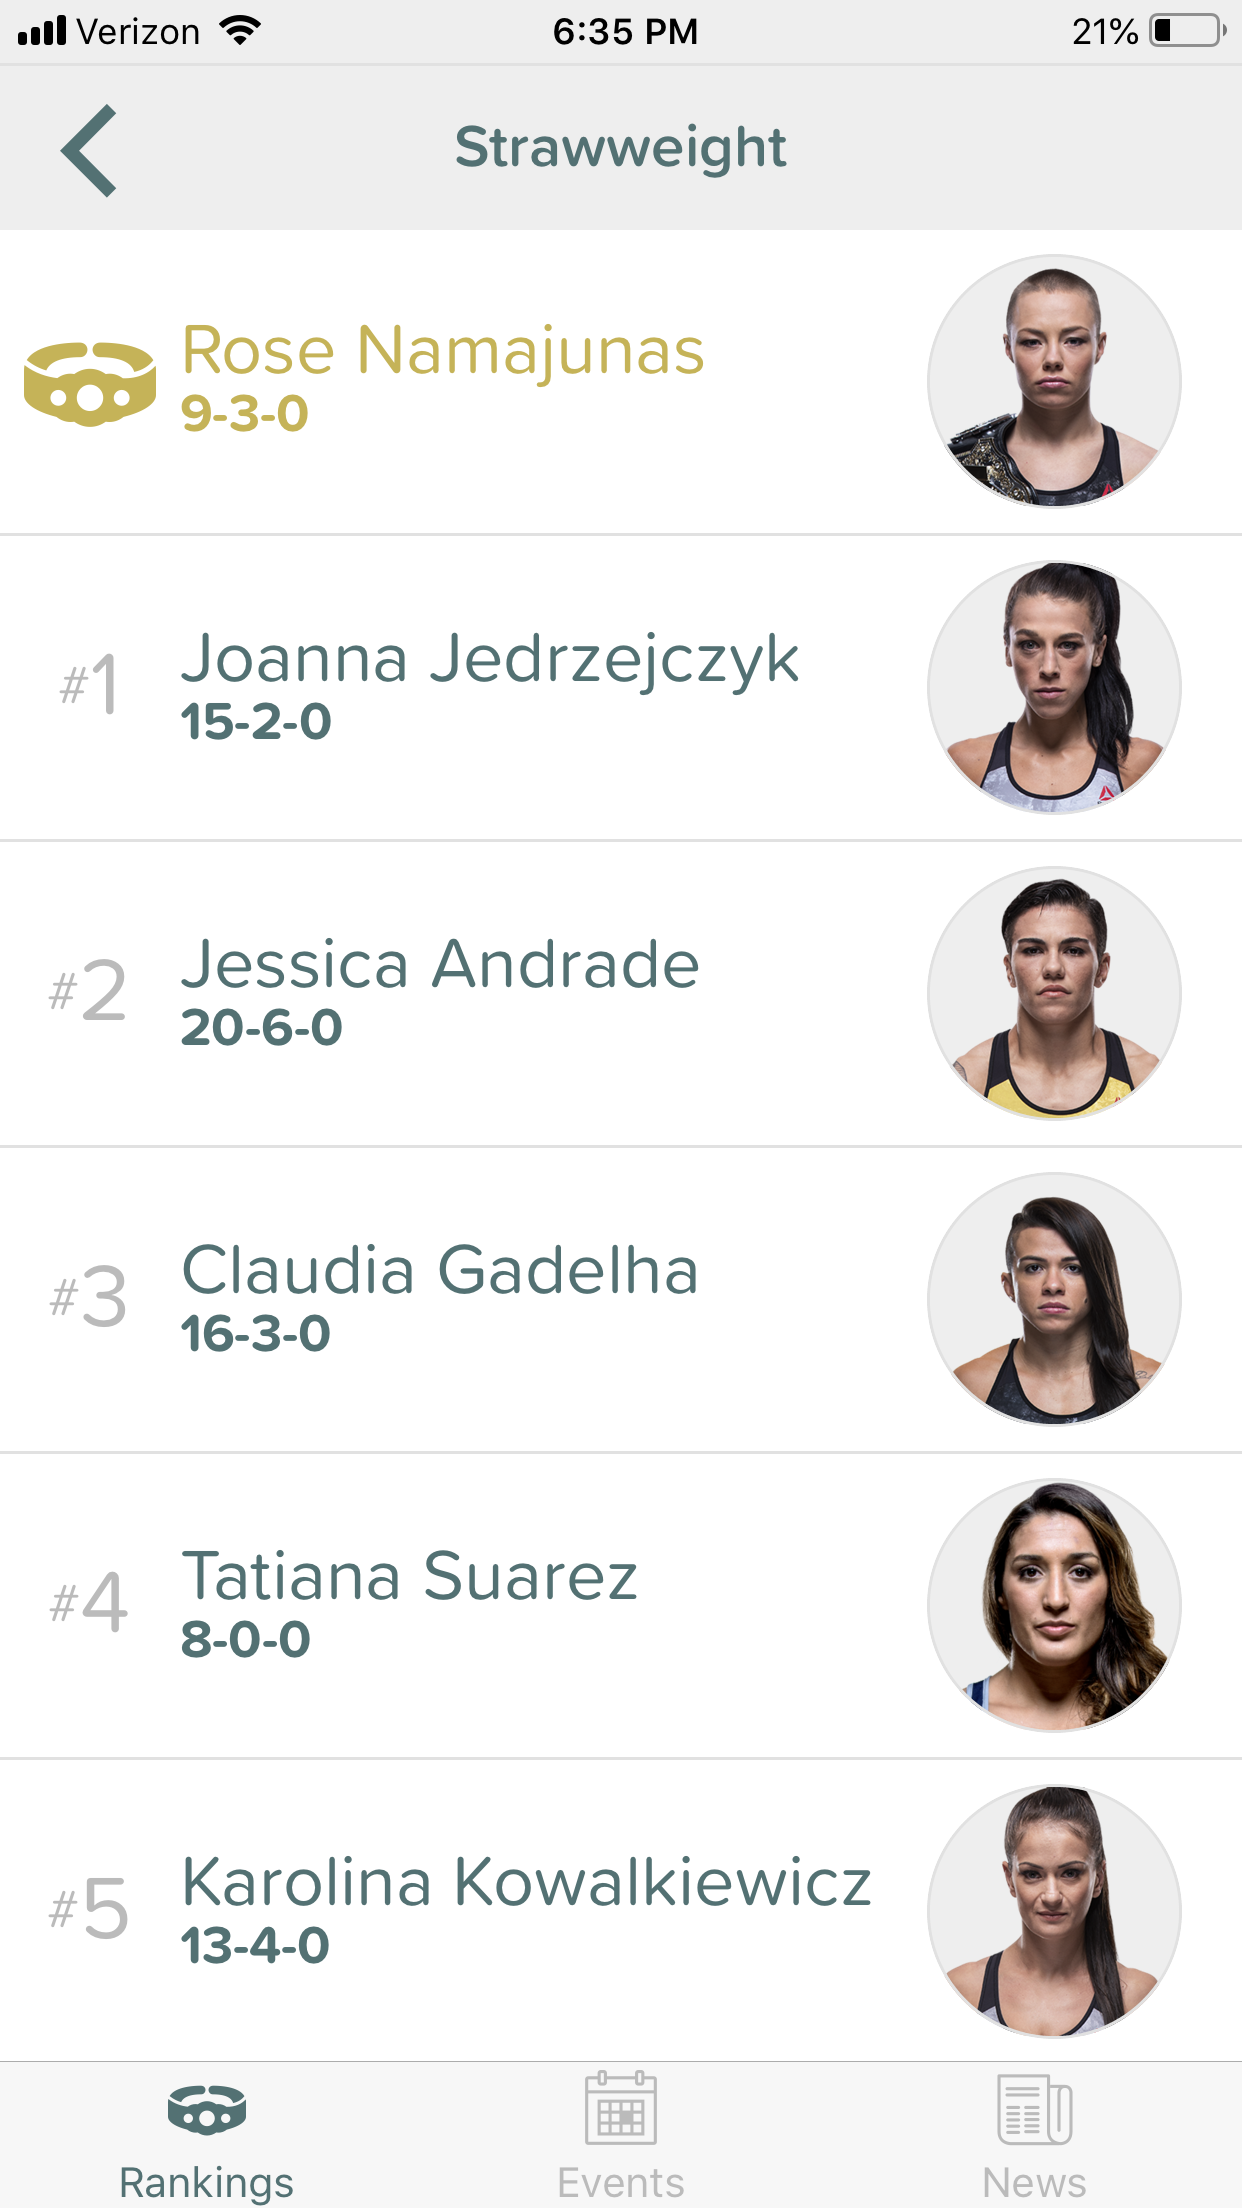 Verizon 6:35 PM 21%
Strawweight
Rose Namajunas
9-3-0
#1 Joanna Jedrzejczyk
15-2-0
#2 Jessica Andrade
20-6-0
#3 Claudia Gadelha
16-3-0
#4 Tatiana Suarez
8-0-0
#5 Karolina Kowalkiewicz
13-4-0
Rankings Events News